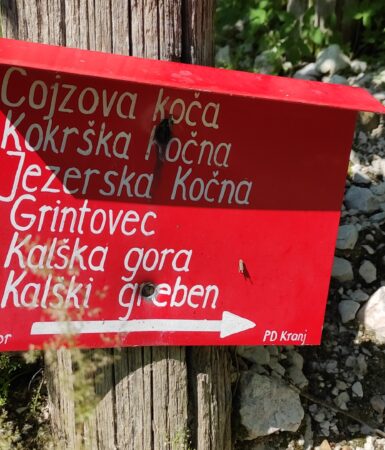 Cojzova koča
Kokrška Kočna
Jezerska Kočna
Grintovec
Kalška gora
Kalški greben
PD Kranj